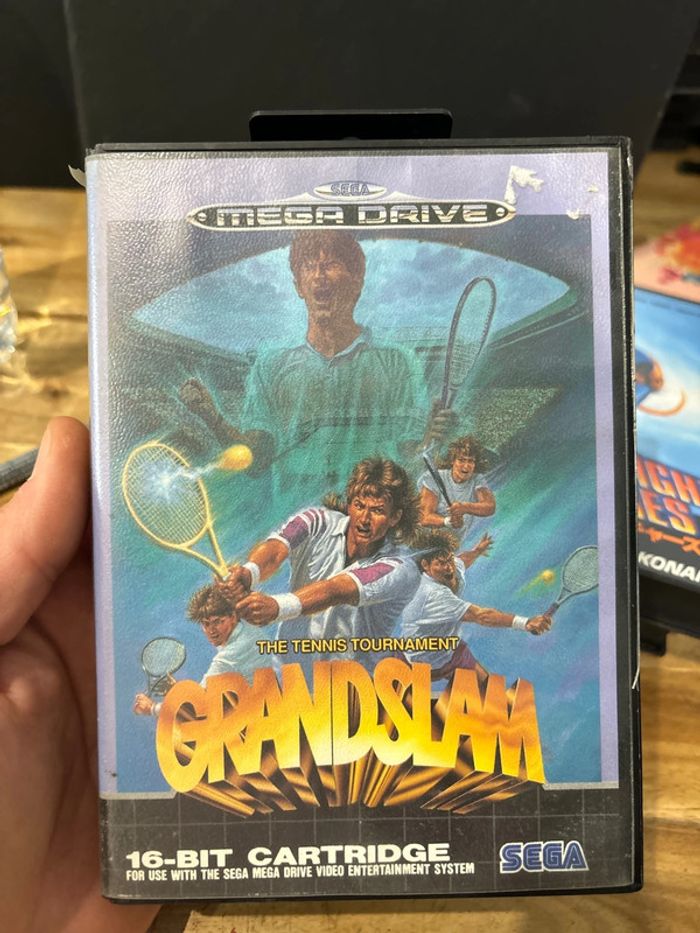 SEGA
MEGA DRIVE
THE TENNIS TOURNAMENT
GRANDSLAM
16-BIT CARTRIDGE
FOR USE WITH THE SEGA MEGA DRIVE VIDEO ENTERTAINMENT SYSTEM
SEGA